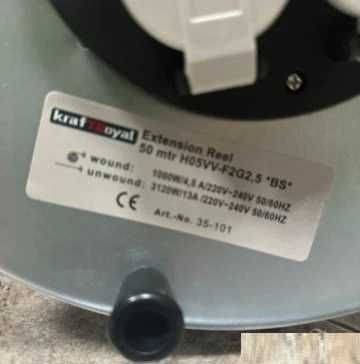 kraftRoyal
Extension Reel
50 mtr H05VV-F2G2,5 "BS"
wound: 1000W/4,5 A/220V~240V 50/60HZ
unwound: 3120W/13A /220V~240V 50/60HZ
CE
Art.-No. 35-101